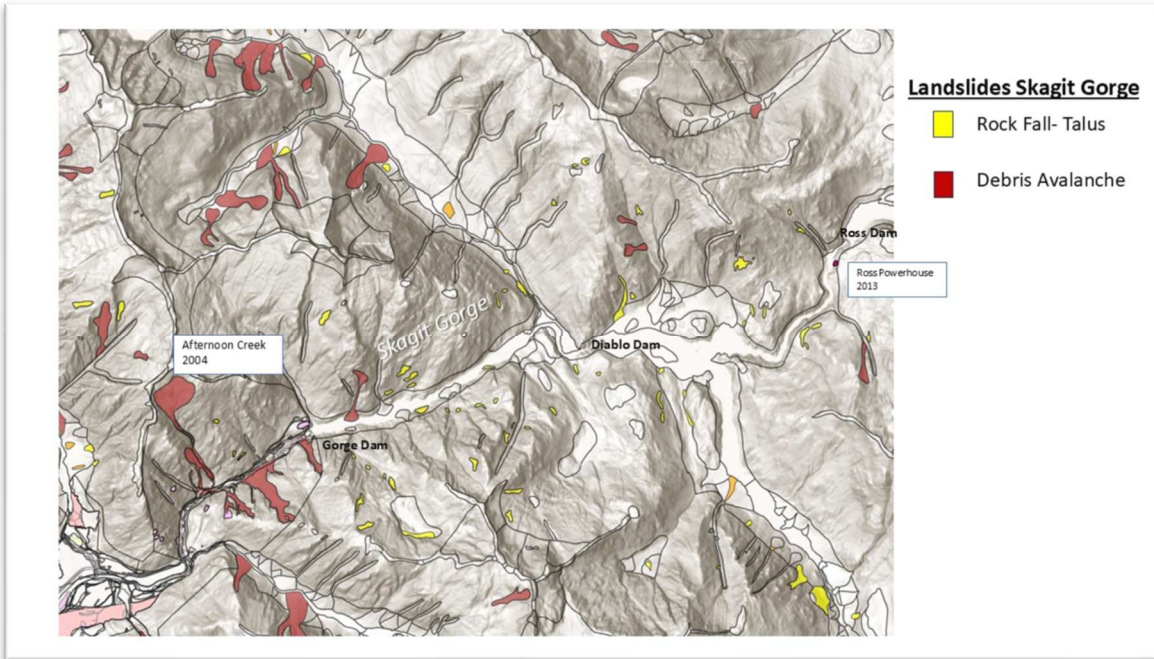 Landslides Skagit Gorge
Rock Fall- Talus
Debris Avalanche
Ross Dam
Ross Powerhouse
2013
Skagit Gorge
Diablo Dam
Afternoon Creek
2004
Gorge Dam